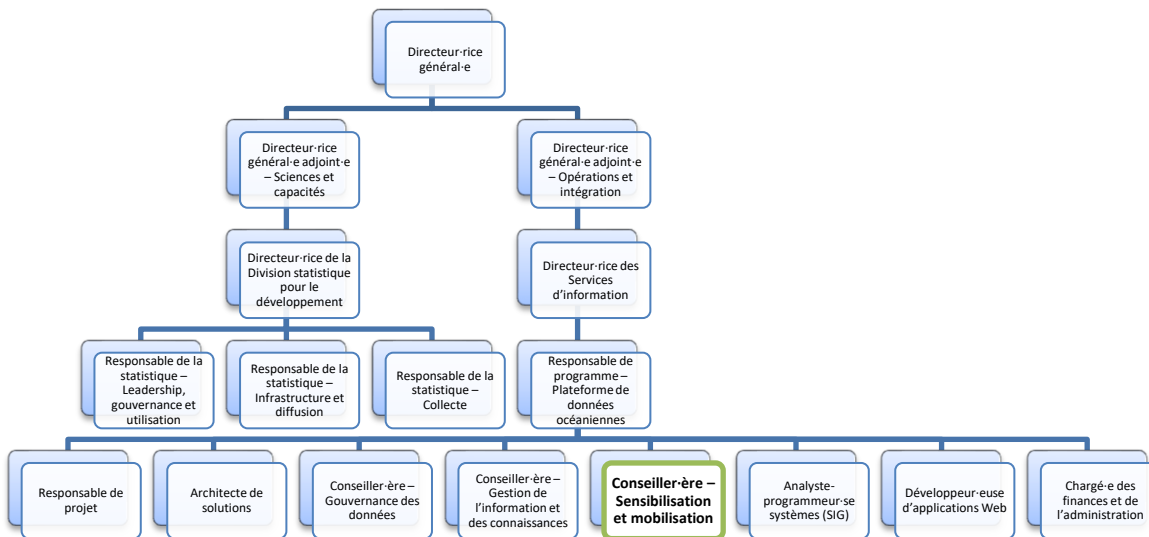 Directeur·rice
général·e
Directeur·rice
général·e adjoint·e
– Sciences et
capacités
Directeur·rice
général·e adjoint·e
– Opérations et
intégration
Directeur·rice de la
Division statistique
pour le
développement
Directeur·rice des
Services
d’information
Responsable de la
statistique –
Leadership,
gouvernance et
utilisation
Responsable de la
statistique –
Infrastructure et
diffusion
Responsable de la
statistique –
Collecte
Responsable de
programme –
Plateforme de
données
océaniennes
Responsable de
projet
Architecte de
solutions
Conseiller·ère –
Gouvernance des
données
Conseiller·ère –
Gestion de
l’information et
des connaissances
Conseiller·ère –
Sensibilisation
et mobilisation
Analyste-
programmeur·se
systèmes (SIG)
Développeur·euse
d’applications Web
Chargé·e des
finances et de
l’administration